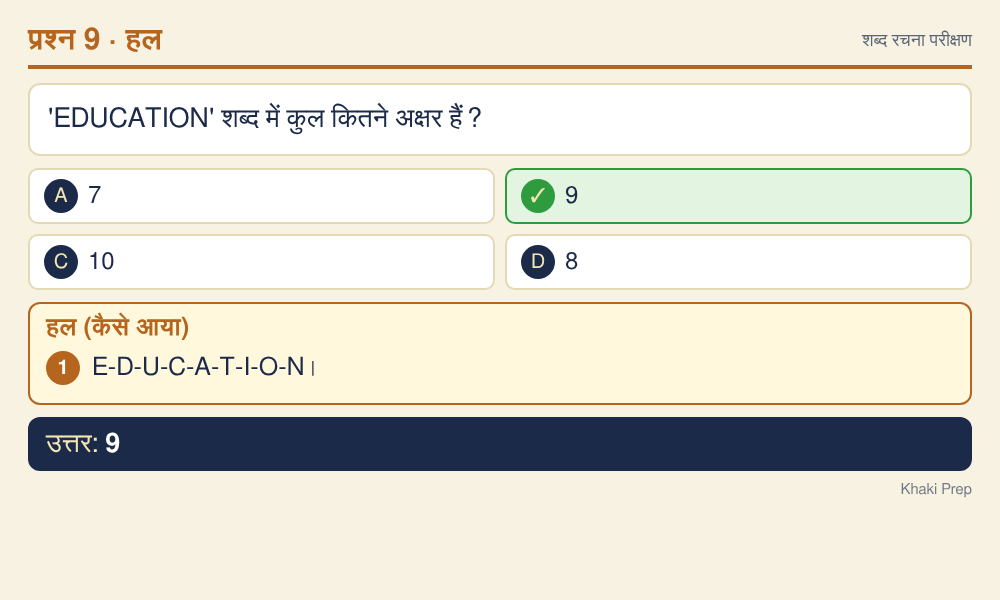 प्रश्न 9 · हल
शब्द रचना परीक्षण
'EDUCATION' शब्द में कुल कितने अक्षर हैं ?
A 7
✓ 9
C 10
D 8
हल (कैसे आया)
1 E-D-U-C-A-T-I-O-N।
उत्तर: 9
Khaki Prep